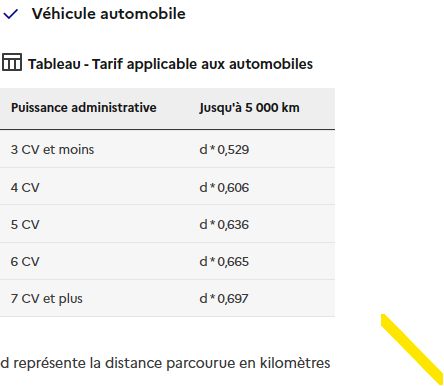 Véhicule automobile
Tableau - Tarif applicable aux automobiles
Puissance administrative Jusqu'à 5 000 km
3 CV et moins d * 0,529
4 CV d * 0,606
5 CV d * 0,636
6 CV d * 0,665
7 CV et plus d * 0,697
d représente la distance parcourue en kilomètres